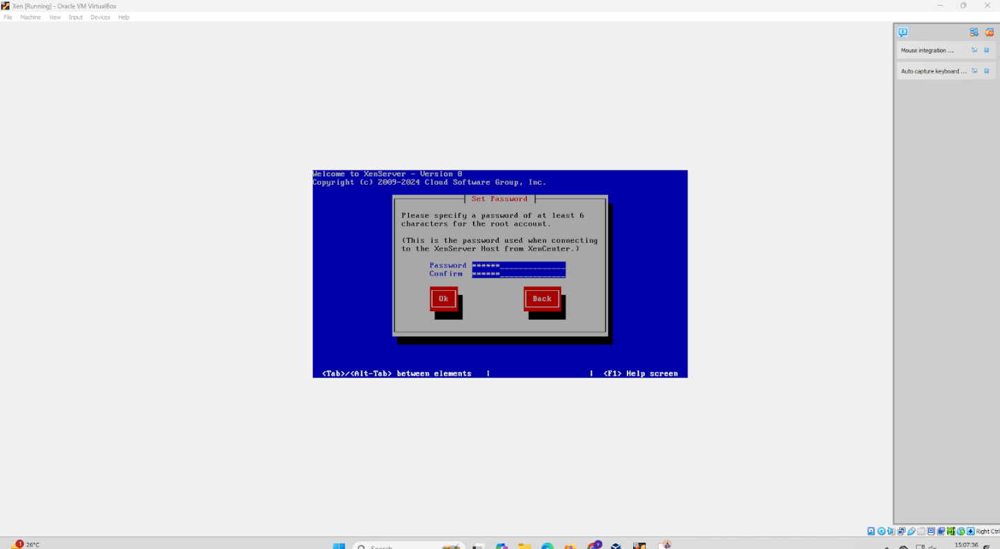 Xen [Running] - Oracle VM VirtualBox
File Machine View Input Devices Help
Mouse integration ...
Auto capture keyboard ...
Welcome to XenServer - Version 8
Copyright (c) 2009-2024 Cloud Software Group, Inc.
Set Password
Please specify a password of at least 6
characters for the root account.
(This is the password used when connecting
to the XenServer Host from XenCenter.)
Password ******______________
Confirm ******______________
Ok Back
<Tab>/<Alt-Tab> between elements | | <F1> Help screen
Right Ctrl
1 26°C
Search
15:07:36